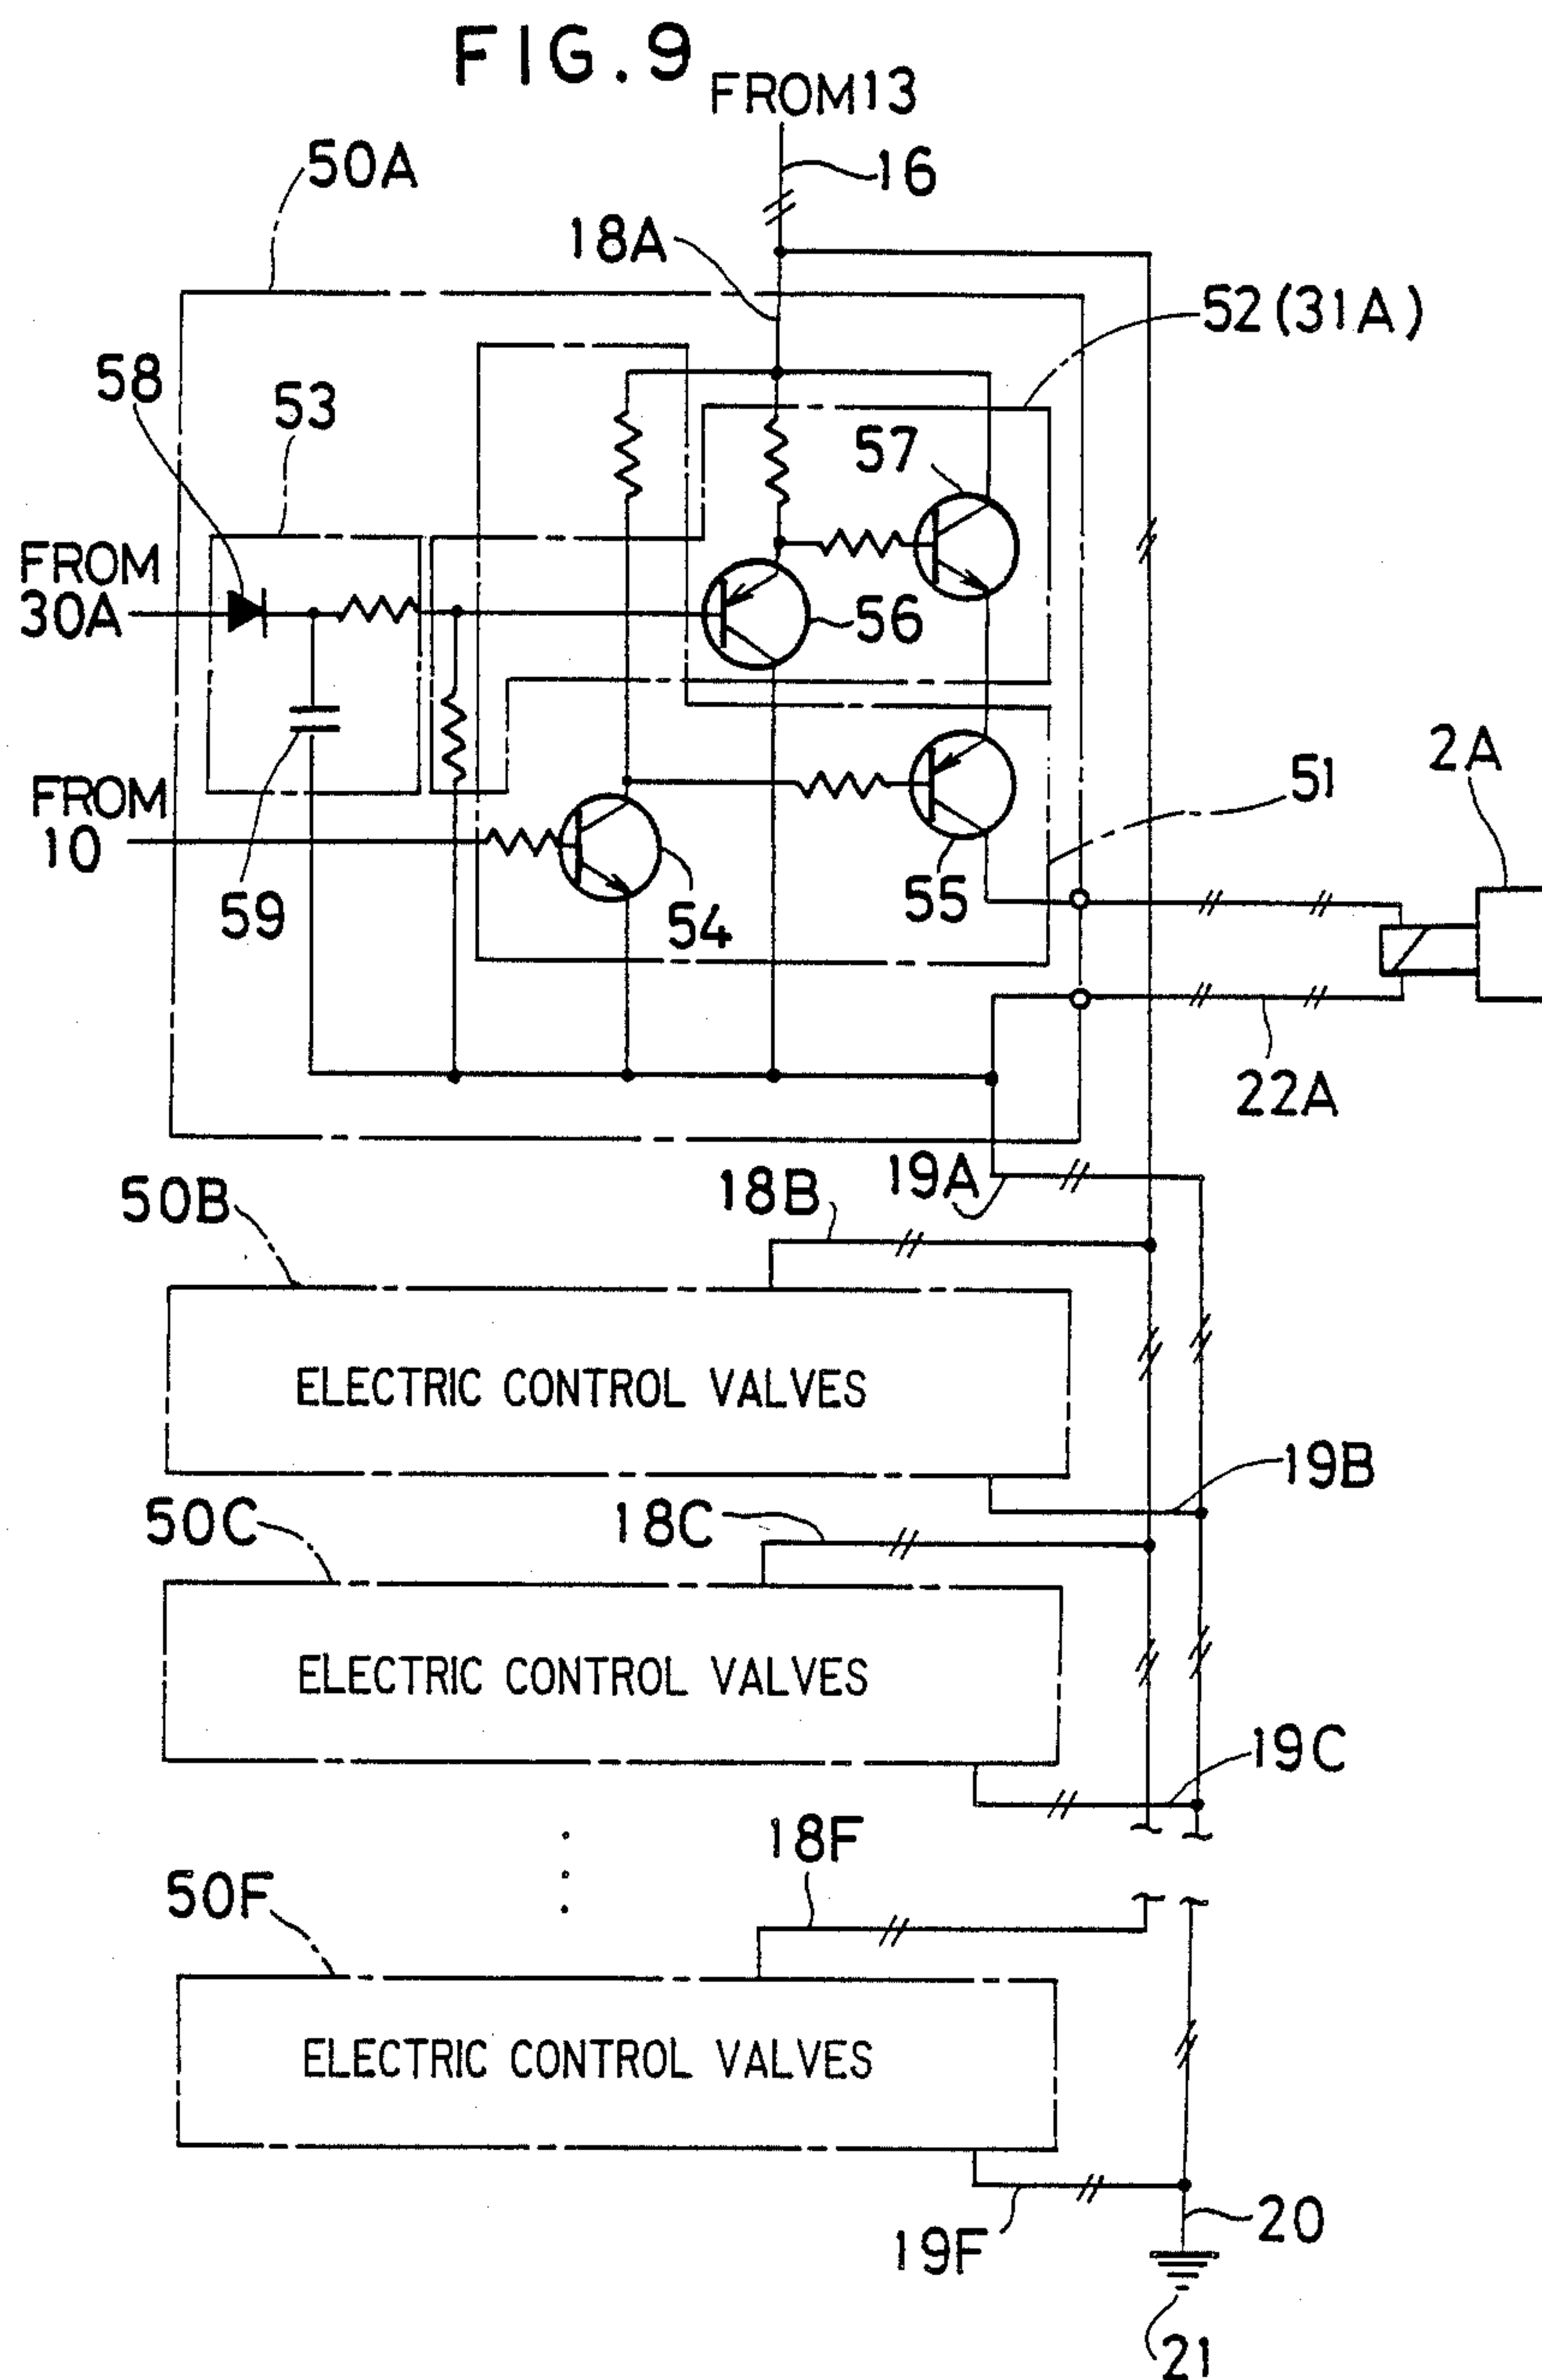 FIG. 9
FROM 13
16
50A
18A
52 (31A)
58
53
57
FROM
30A
56
2A
51
FROM
10
59
54
55
22A
19A
18B
50B
ELECTRIC CONTROL VALVES
19B
50C
18C
ELECTRIC CONTROL VALVES
19C
18F
50F
ELECTRIC CONTROL VALVES
20
19F
21